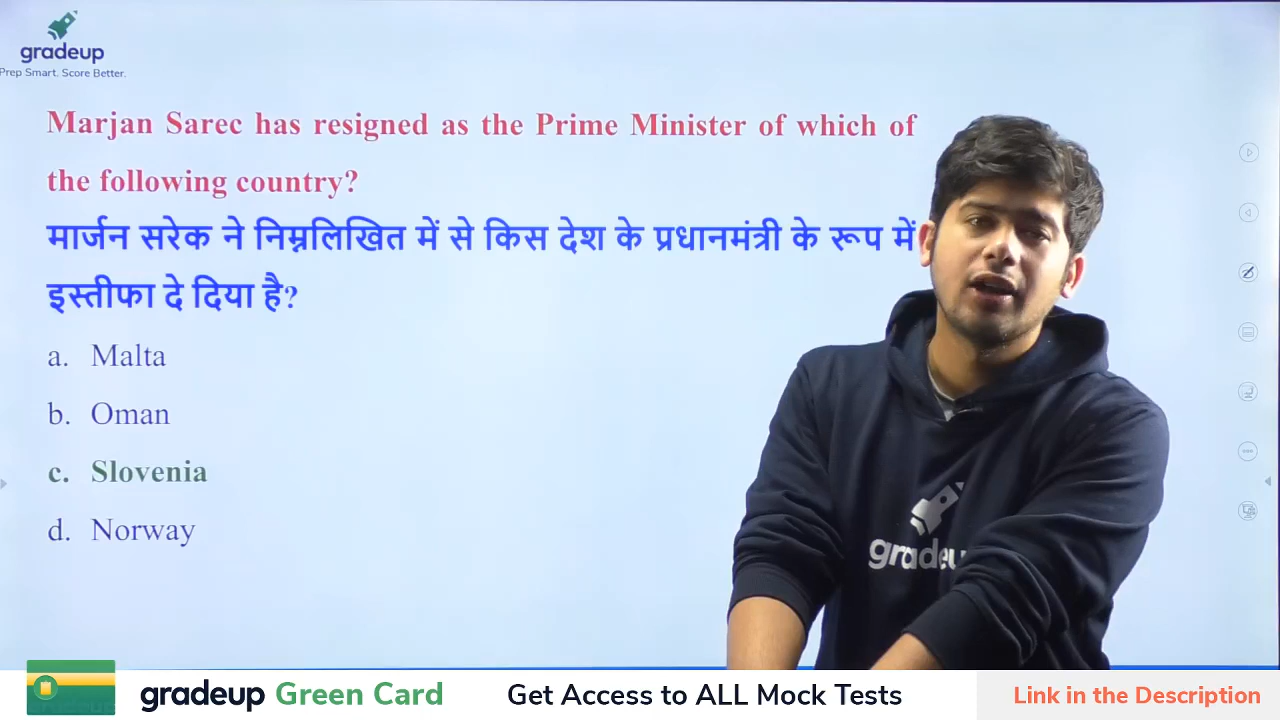 gradeup
Prep Smart. Score Better.
Marjan Sarec has resigned as the Prime Minister of which of
the following country?
मार्जन सरेक ने निम्नलिखित में से किस देश के प्रधानमंत्री के रूप में
इस्तीफा दे दिया है?
a. Malta
b. Oman
c. Slovenia
d. Norway
gradeup
gradeup Green Card
Get Access to ALL Mock Tests
Link in the Description